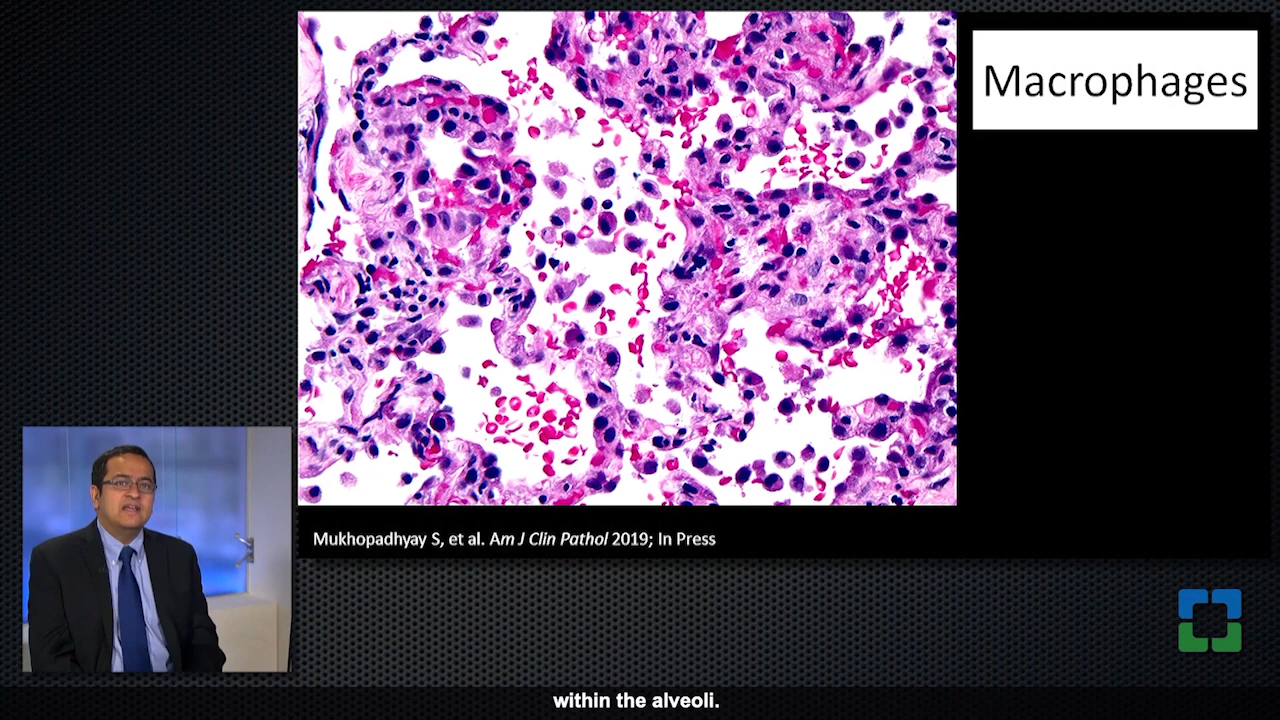 Macrophages
Mukhopadhyay S, et al. Am J Clin Pathol 2019; In Press
within the alveoli.